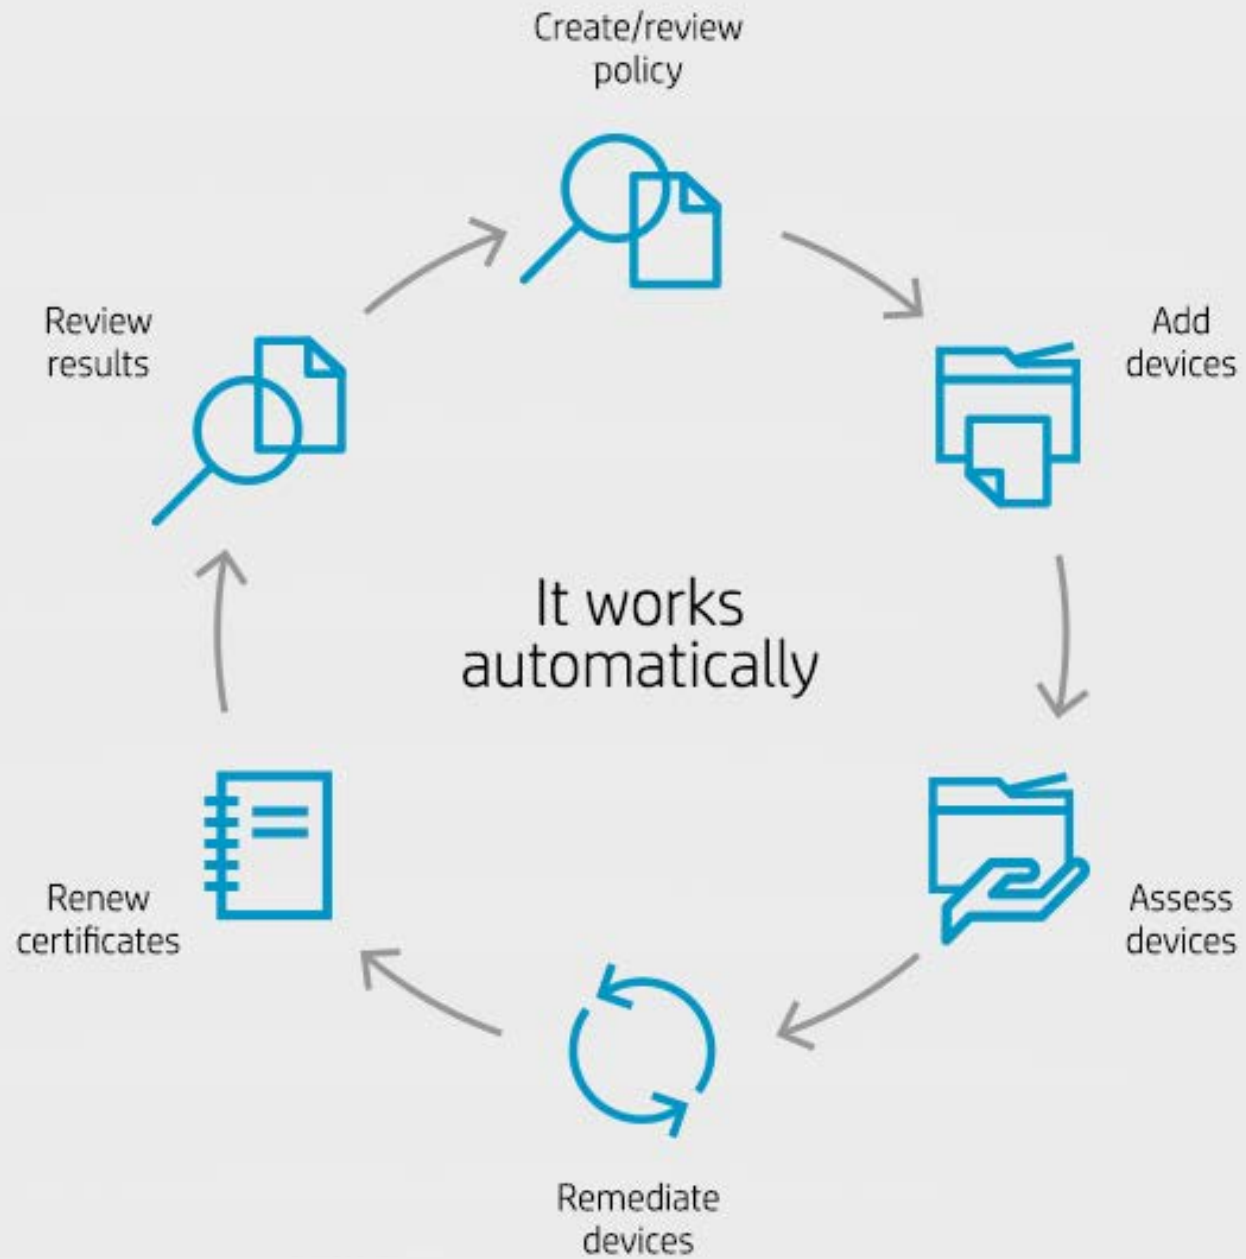 Create/review
policy
Add
devices
Assess
devices
Remediate
devices
Renew
certificates
Review
results
It works
automatically